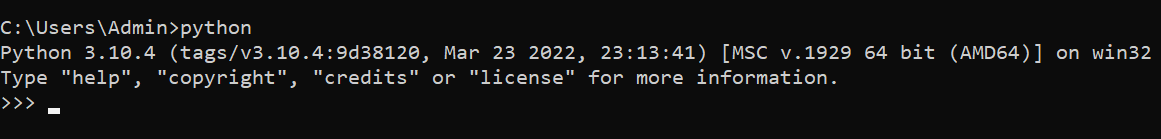 C:\Users\Admin>python
Python 3.10.4 (tags/v3.10.4:9d38120, Mar 23 2022, 23:13:41) [MSC v.1929 64 bit (AMD64)] on win32
Type "help", "copyright", "credits" or "license" for more information.
>>> _